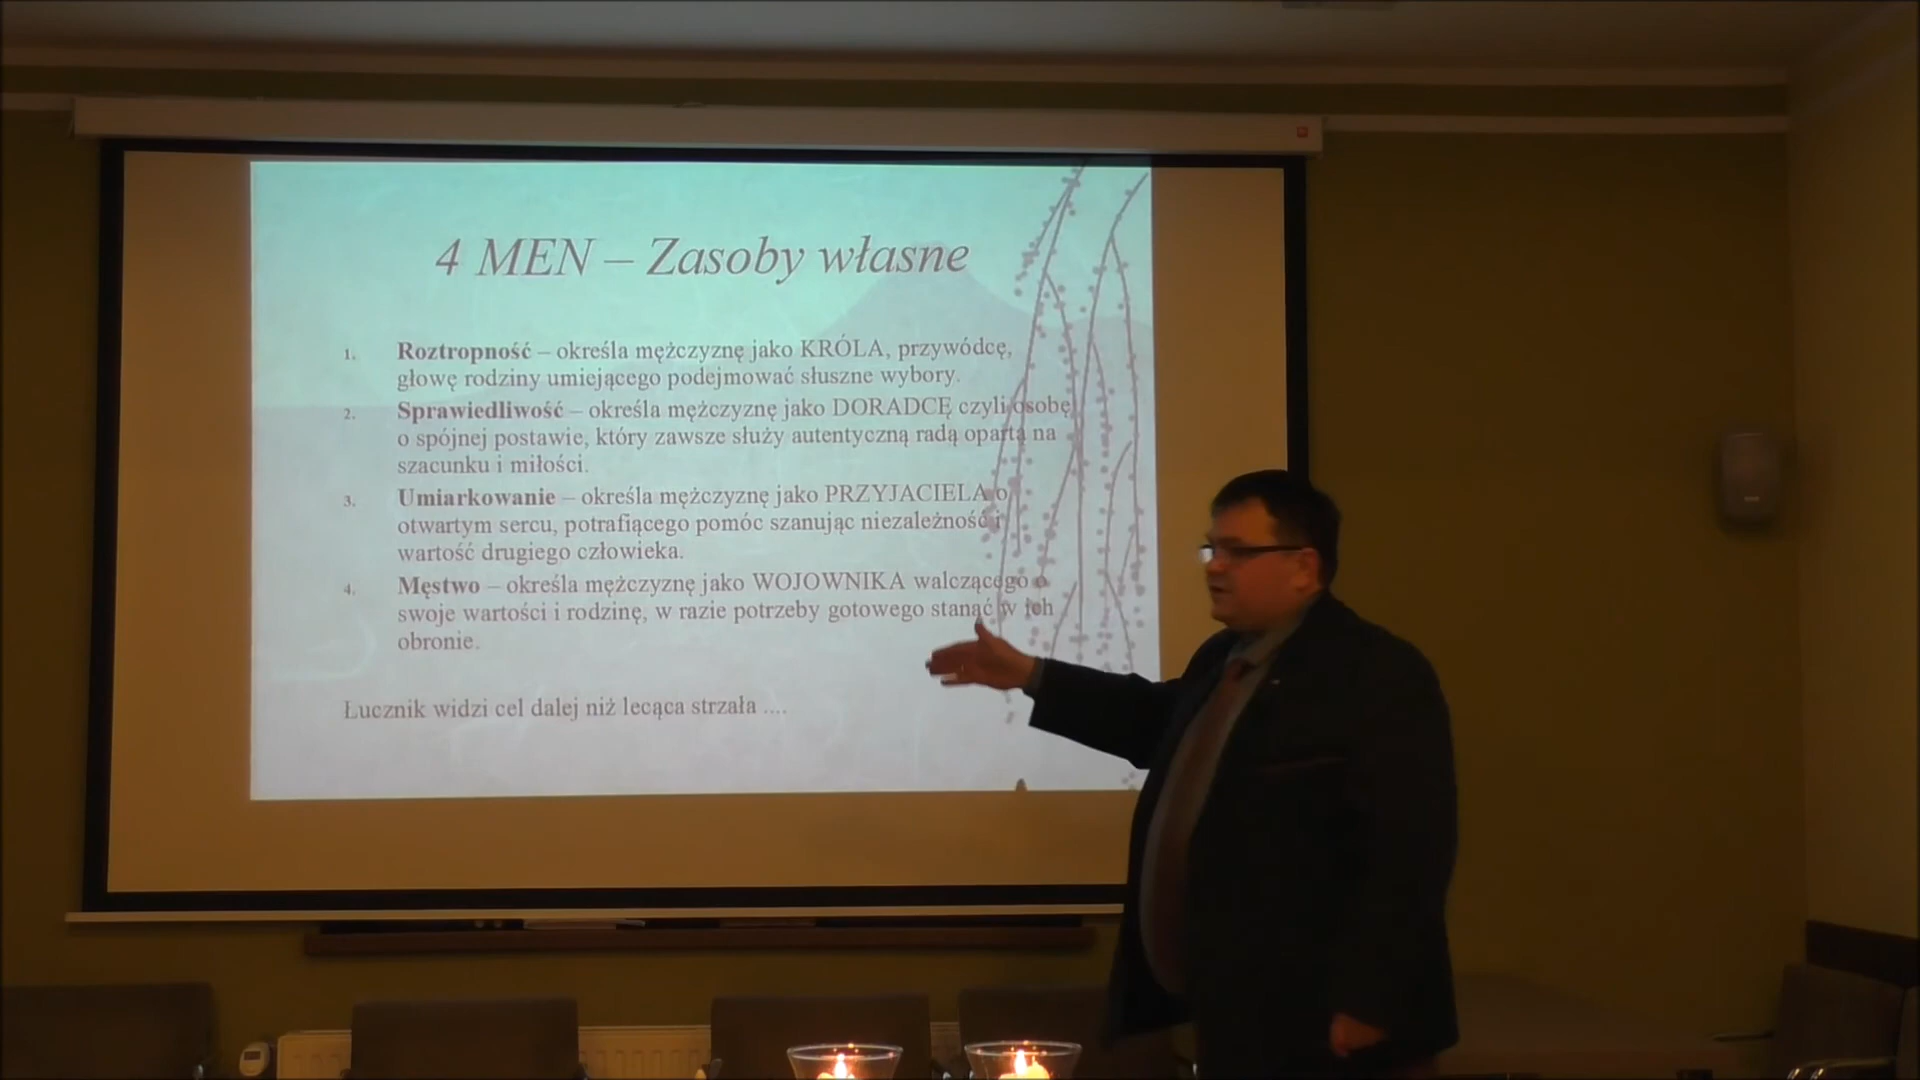 4 MEN – Zasoby własne
1. Roztropność – określa mężczyznę jako KRÓLA, przywódcę,
głowę rodziny umiejącego podejmować słuszne wybory.
2. Sprawiedliwość – określa mężczyznę jako DORADCĘ czyli osobę
o spójnej postawie, który zawsze służy autentyczną radą opartą na
szacunku i miłości.
3. Umiarkowanie – określa mężczyznę jako PRZYJACIELA o
otwartym sercu, potrafiącego pomóc szanując niezależność i
wartość drugiego człowieka.
4. Męstwo – określa mężczyznę jako WOJOWNIKA walczącego o
swoje wartości i rodzinę, w razie potrzeby gotowego stanąć w ich
obronie.
Łucznik widzi cel dalej niż lecąca strzała ....